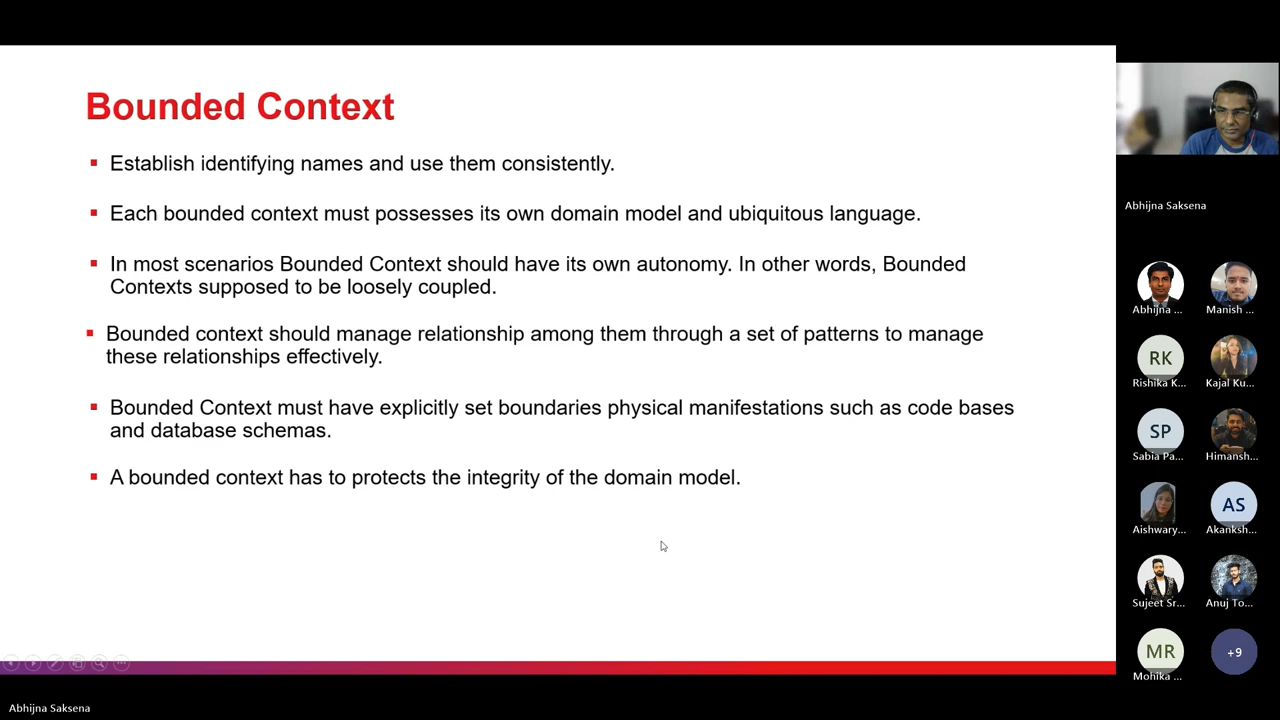 Bounded Context
▪ Establish identifying names and use them consistently.
▪ Each bounded context must possesses its own domain model and ubiquitous language.
▪ In most scenarios Bounded Context should have its own autonomy. In other words, Bounded
Contexts supposed to be loosely coupled.
▪ Bounded context should manage relationship among them through a set of patterns to manage
these relationships effectively.
▪ Bounded Context must have explicitly set boundaries physical manifestations such as code bases
and database schemas.
▪ A bounded context has to protects the integrity of the domain model.
Abhijna Saksena
Abhijna ...
Manish ...
RK
Rishika K...
Kajal Ku...
SP
Sabia Pa...
Himansh...
Aishwary...
AS
Akanksh...
Sujeet Sr...
Anuj To...
MR
Mohika ...
+9
Abhijna Saksena